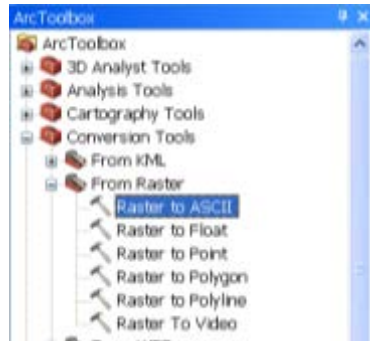 ArcToolbox
ArcToolbox
3D Analyst Tools
Analysis Tools
Cartography Tools
Conversion Tools
From KML
From Raster
Raster to ASCII
Raster to Float
Raster to Point
Raster to Polygon
Raster to Polyline
Raster To Video